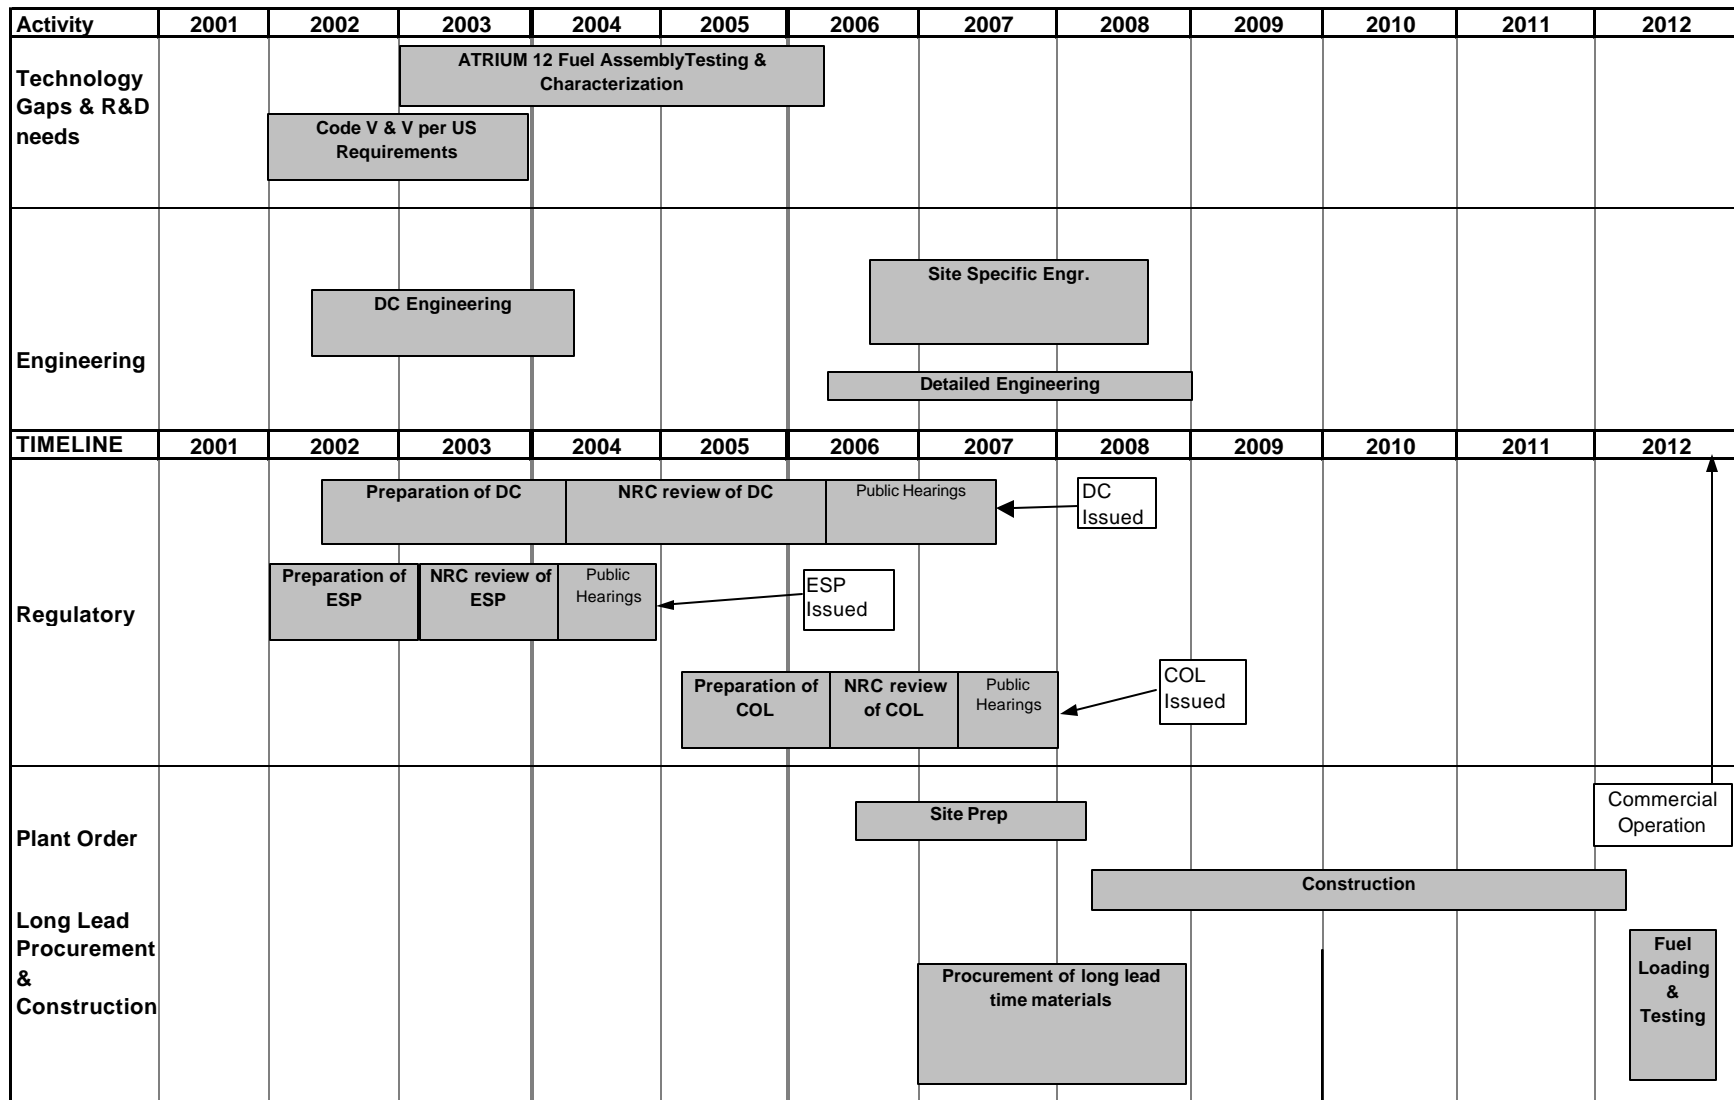 Activity 2001 2002 2003 2004 2005 2006 2007 2008 2009 2010 2011 2012
Technology
Gaps & R&D
needs
ATRIUM 12 Fuel AssemblyTesting &
Characterization
Code V & V per US
Requirements
Engineering
Site Specific Engr.
DC Engineering
Detailed Engineering
TIMELINE 2001 2002 2003 2004 2005 2006 2007 2008 2009 2010 2011 2012
Regulatory
Preparation of DC
NRC review of DC
Public Hearings
DC
Issued
Preparation of
ESP
NRC review of
ESP
Public
Hearings
ESP
Issued
Preparation of
COL
NRC review
of COL
Public
Hearings
COL
Issued
Plant Order
Site Prep
Commercial
Operation
Construction
Long Lead
Procurement
&
Construction
Procurement of long lead
time materials
Fuel
Loading
&
Testing